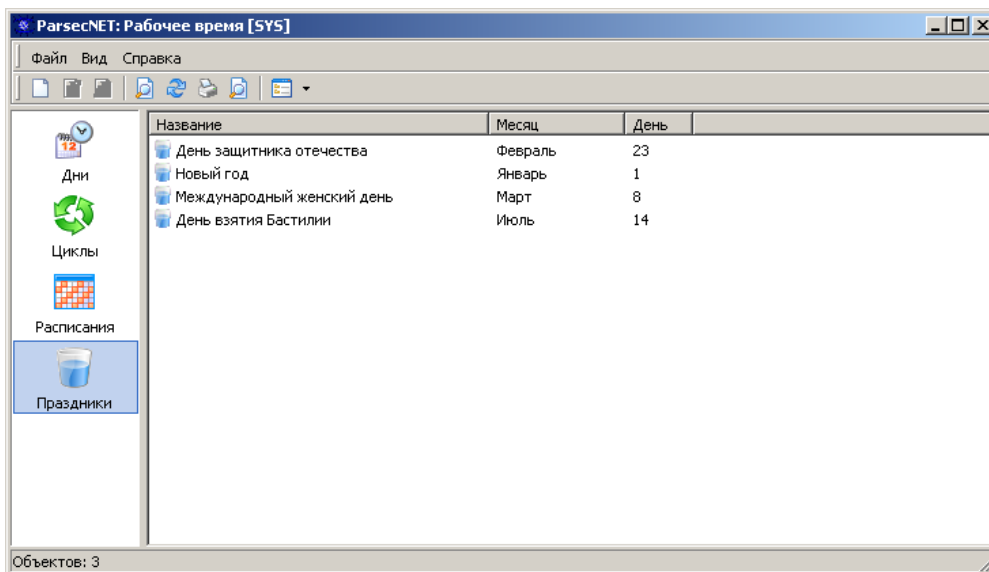 ParsecNET: Рабочее время [SYS]
Файл Вид Справка
Название Месяц День
День защитника отечества Февраль 23
Новый год Январь 1
Международный женский день Март 8
День взятия Бастилии Июль 14
12
Дни
Циклы
Расписания
Праздники
Объектов: 3